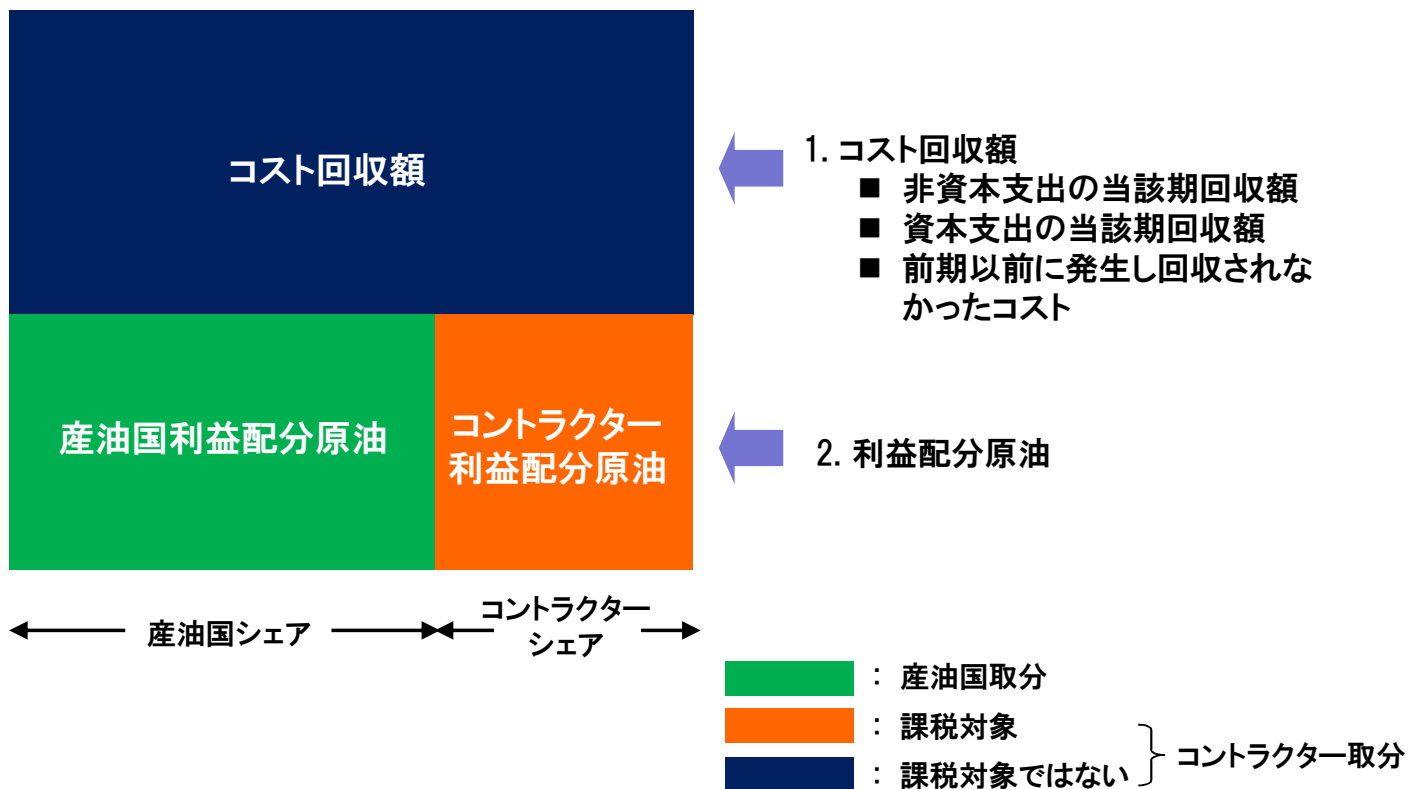 コスト回収額
1. コスト回収額
■ 非資本支出の当該期回収額
■ 資本支出の当該期回収額
■ 前期以前に発生し回収されな
かったコスト
産油国利益配分原油
コントラクター
利益配分原油
2. 利益配分原油
産油国シェア
コントラクター
シェア
: 産油国取分
: 課税対象
: 課税対象ではない
コントラクター取分